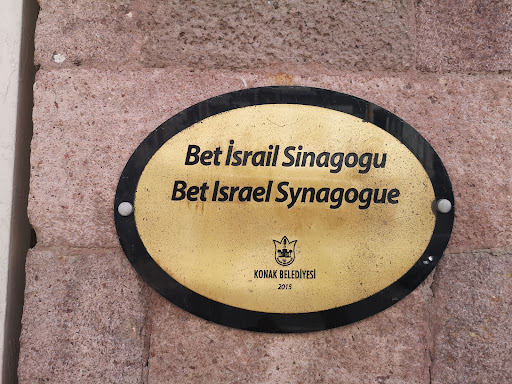 Bet İsrail Sinagogu
Bet Israel Synagogue
KONAK BELEDİYESİ
2015